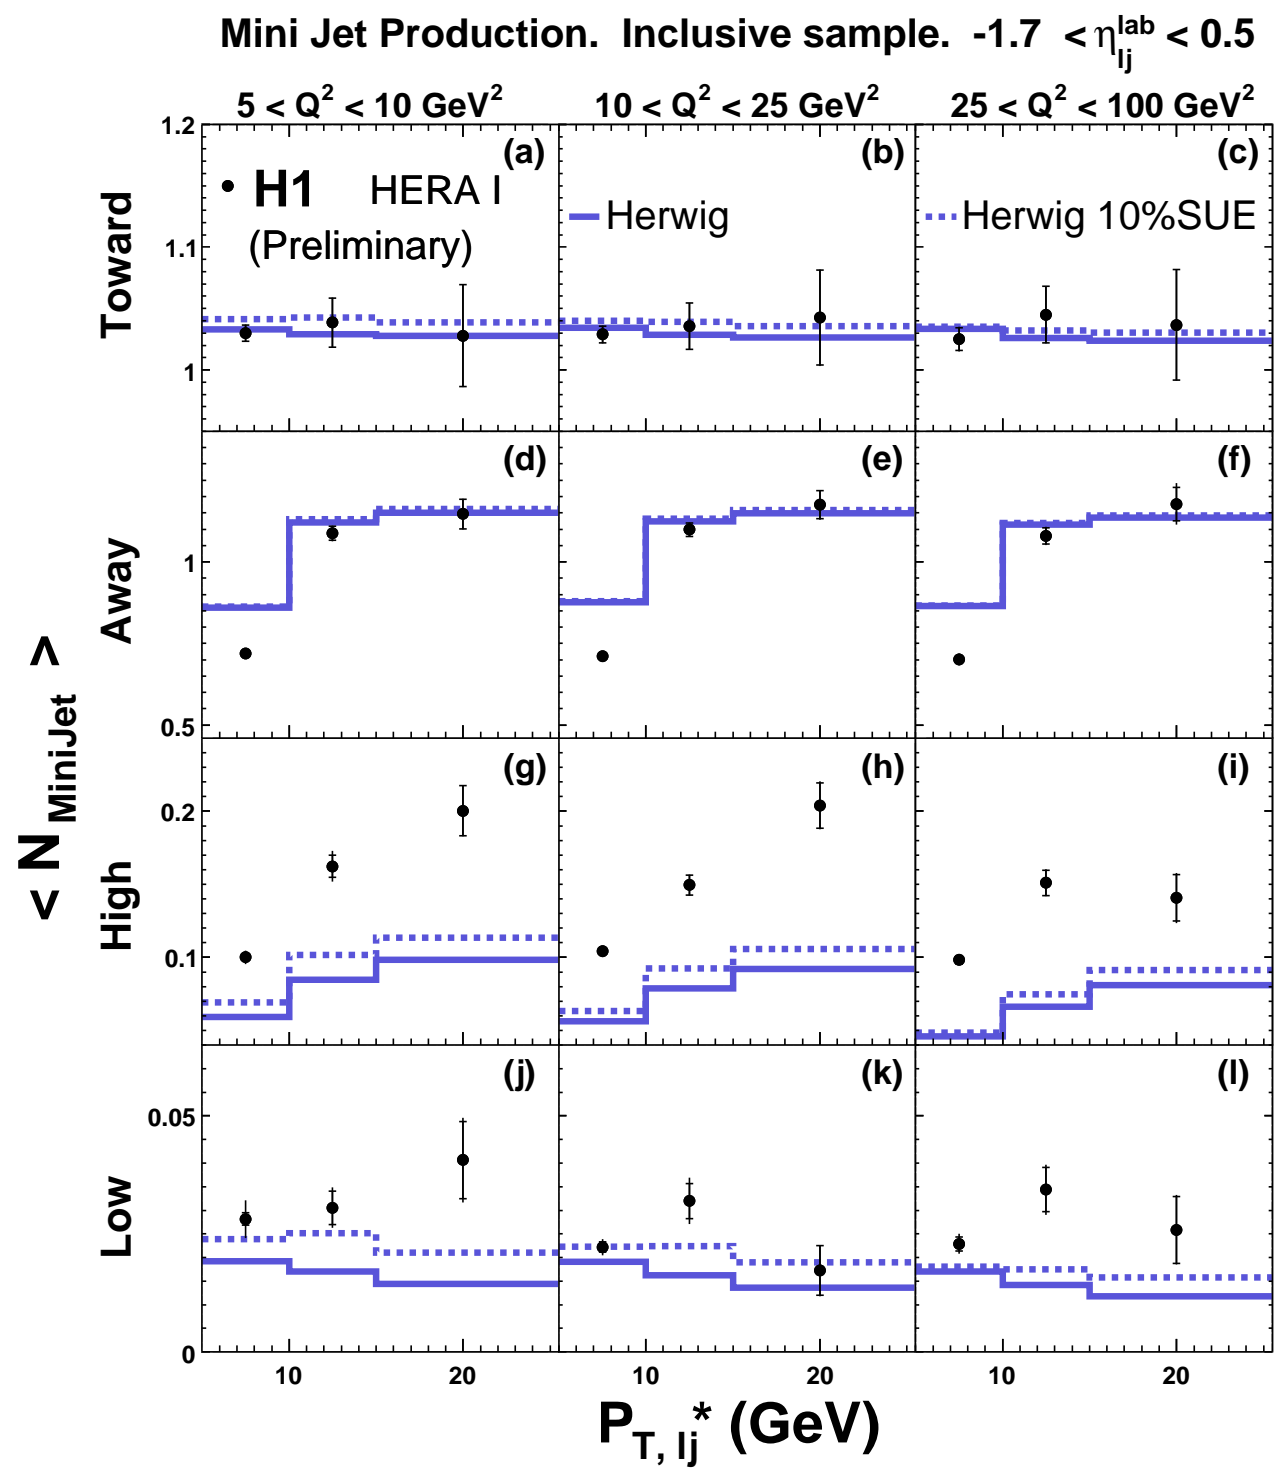 Mini Jet Production. Inclusive sample. -1.7 < η_lj^lab < 0.5
5 < Q² < 10 GeV²
10 < Q² < 25 GeV²
25 < Q² < 100 GeV²
< N MiniJet >
Toward
1.2
1.1
1
(a)
H1 HERA I
(Preliminary)
(b)
Herwig
(c)
Herwig 10%SUE
Away
1
0.5
(d)
(e)
(f)
High
0.2
0.1
(g)
(h)
(i)
Low
0.05
0
(j)
(k)
(l)
10 20 10 20 10 20
P_T, lj* (GeV)